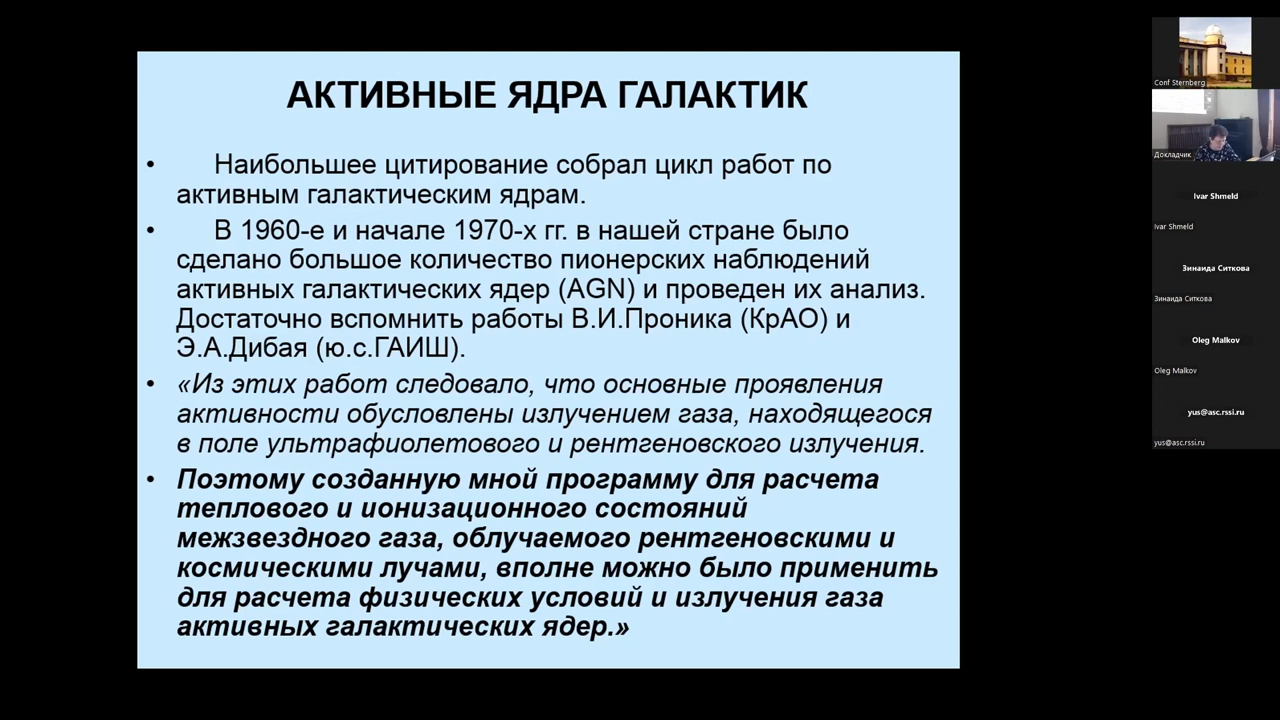 АКТИВНЫЕ ЯДРА ГАЛАКТИК
• Наибольшее цитирование собрал цикл работ по
активным галактическим ядрам.
• В 1960-е и начале 1970-х гг. в нашей стране было
сделано большое количество пионерских наблюдений
активных галактических ядер (AGN) и проведен их анализ.
Достаточно вспомнить работы В.И.Проника (КрАО) и
Э.А.Дибая (ю.с.ГАИШ).
• «Из этих работ следовало, что основные проявления
активности обусловлены излучением газа, находящегося
в поле ультрафиолетового и рентгеновского излучения.
• Поэтому созданную мной программу для расчета
теплового и ионизационного состояний
межзвездного газа, облучаемого рентгеновскими и
космическими лучами, вполне можно было применить
для расчета физических условий и излучения газа
активных галактических ядер.»
Conf Sternberg
Докладчик
Ivar Shmeld
Ivar Shmeld
Зинаида Ситкова
Зинаида Ситкова
Oleg Malkov
Oleg Malkov
yus@asc.rssi.ru
yus@asc.rssi.ru